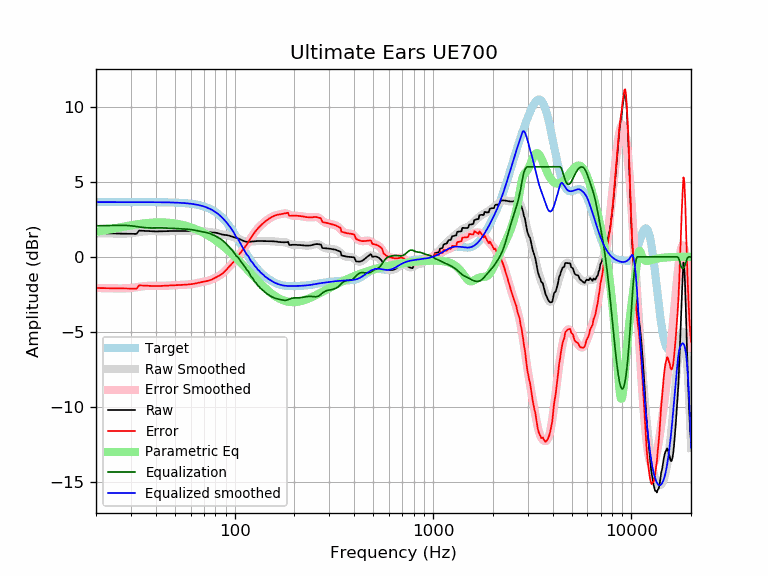 Ultimate Ears UE700
Amplitude (dBr)
10
5
0
−5
−10
−15
Target
Raw Smoothed
Error Smoothed
Raw
Error
Parametric Eq
Equalization
Equalized smoothed
100
1000
10000
Frequency (Hz)